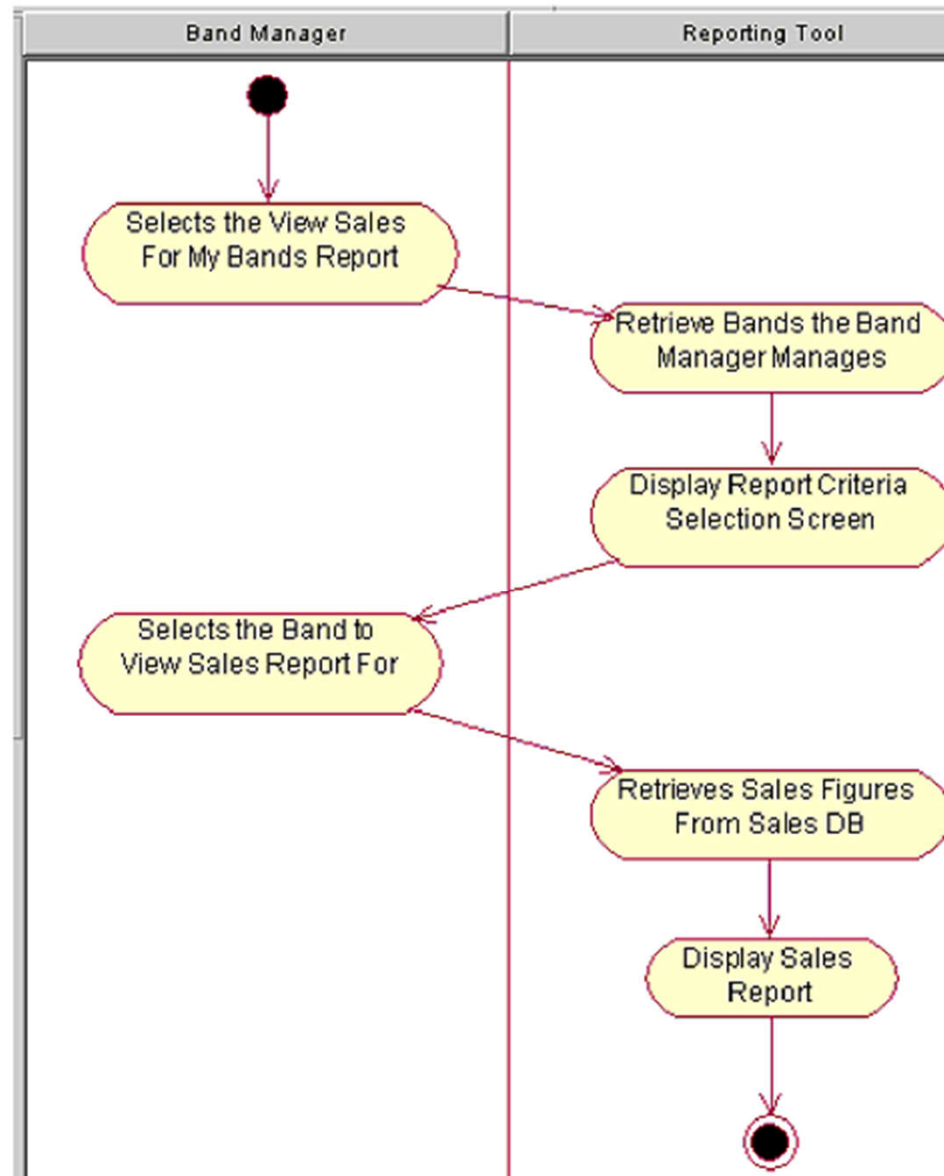 Band Manager
Reporting Tool
Selects the View Sales
For My Bands Report
Retrieve Bands the Band
Manager Manages
Display Report Criteria
Selection Screen
Selects the Band to
View Sales Report For
Retrieves Sales Figures
From Sales DB
Display Sales
Report